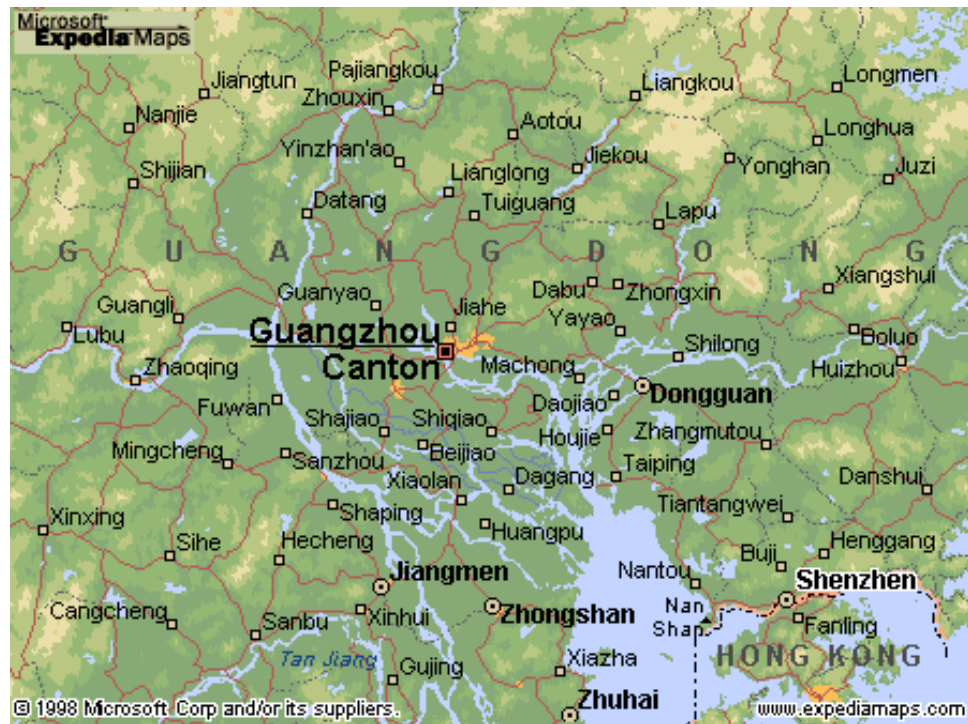 Microsoft
Expedia Maps
Pajiangkou
Liangkou
Longmen
Jiangtun
Zhouxin
Nanjie
Aotou
Longhua
Yinzhan'ao
Jiekou
Yonghan
Juzi
Shijian
Lianglong
Datang
Tuiguang
Lapu
G U A N G D O N G
Xiangshui
Guangli
Guanyao
Jiahe
Dabu
Zhongxin
Lubu
Guangzhou
Yayao
Boluo
Canton
Machong
Shilong
Zhaoqing
Huizhou
Fuwan
Daojiao
Dongguan
Shajiao
Shiqiao
Houjie
Zhangmutou
Mingcheng
Sanzhou
Beijiao
Xiaolan
Dagang
Taiping
Danshui
Xinxing
Shaping
Huangpu
Tiantangwei
Sihe
Hecheng
Buji
Henggang
Jiangmen
Nantou
Shenzhen
Cangcheng
Sanbu
Xinhui
Zhongshan
Nan
Shan
Fanling
Tan Jiang
Gujing
Xiazha
HONG KONG
Zhuhai
© 1998 Microsoft Corp and/or its suppliers.
www.expediamaps.com